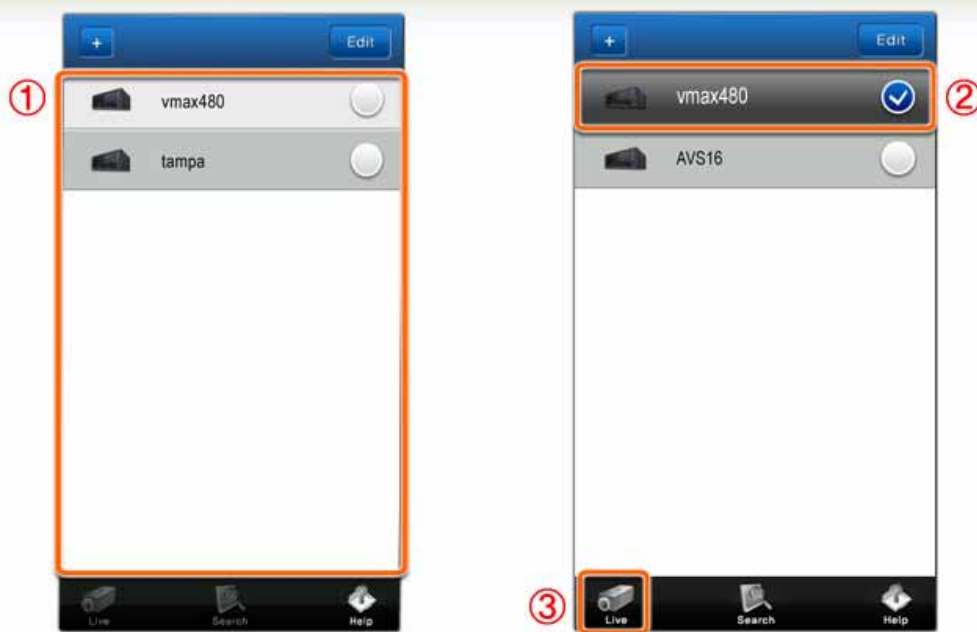 + Edit
① vmax480
tampa
Live Search Help
+ Edit
vmax480 ②
AVS16
③ Live Search Help